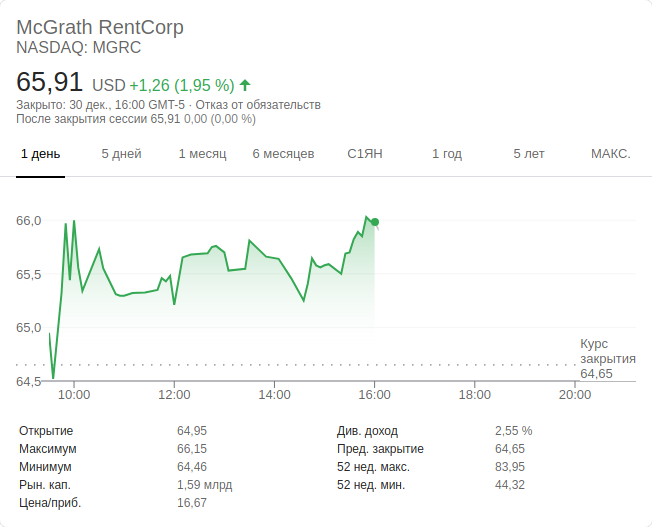 McGrath RentCorp
NASDAQ: MGRC
65,91 USD +1,26 (1,95 %)
Закрыто: 30 дек., 16:00 GMT-5 · Отказ от обязательств
После закрытия сессии 65,91 0,00 (0,00 %)
1 день 5 дней 1 месяц 6 месяцев С1ЯН 1 год 5 лет МАКС.
66,0
65,5
65,0
Курс
закрытия
64,65
64,5
10:00 12:00 14:00 16:00 18:00 20:00
Открытие 64,95 Див. доход 2,55 %
Максимум 66,15 Пред. закрытие 64,65
Минимум 64,46 52 нед. макс. 83,95
Рын. кап. 1,59 млрд 52 нед. мин. 44,32
Цена/приб. 16,67